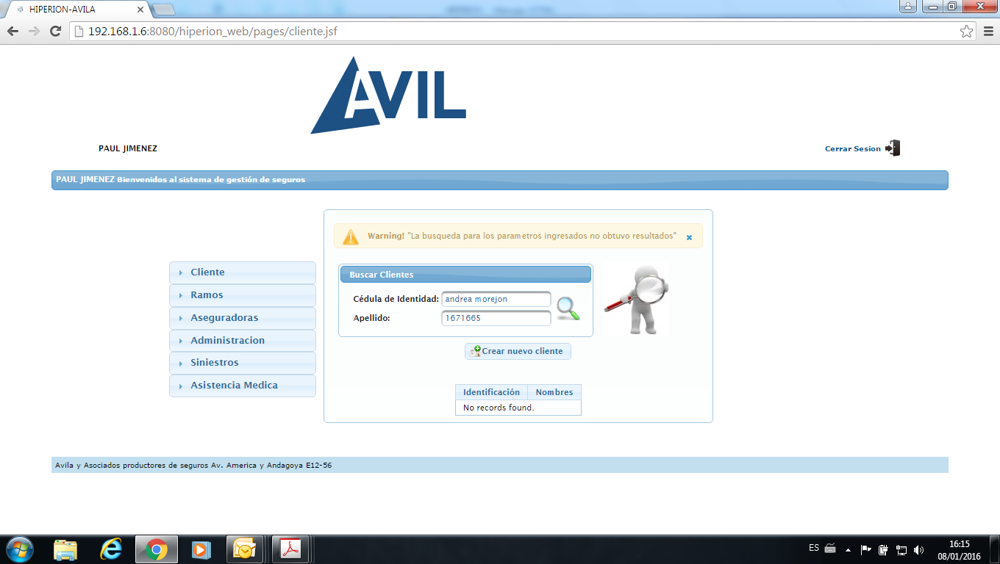 HIPERION-AVILA
192.168.1.6:8080/hiperion_web/pages/cliente.jsf
AVIL
PAUL JIMENEZ
Cerrar Sesion
PAUL JIMENEZ Bienvenidos al sistema de gestión de seguros
Warning! "La busqueda para los parametros ingresados no obtuvo resultados"
Cliente
Ramos
Aseguradoras
Administracion
Siniestros
Asistencia Medica
Buscar Clientes
Cédula de Identidad: andrea morejon
Apellido: 1671665
Crear nuevo cliente
Identificación Nombres
No records found.
Avila y Asociados productores de seguros Av. America y Andagoya E12-56
ES
16:15
08/01/2016